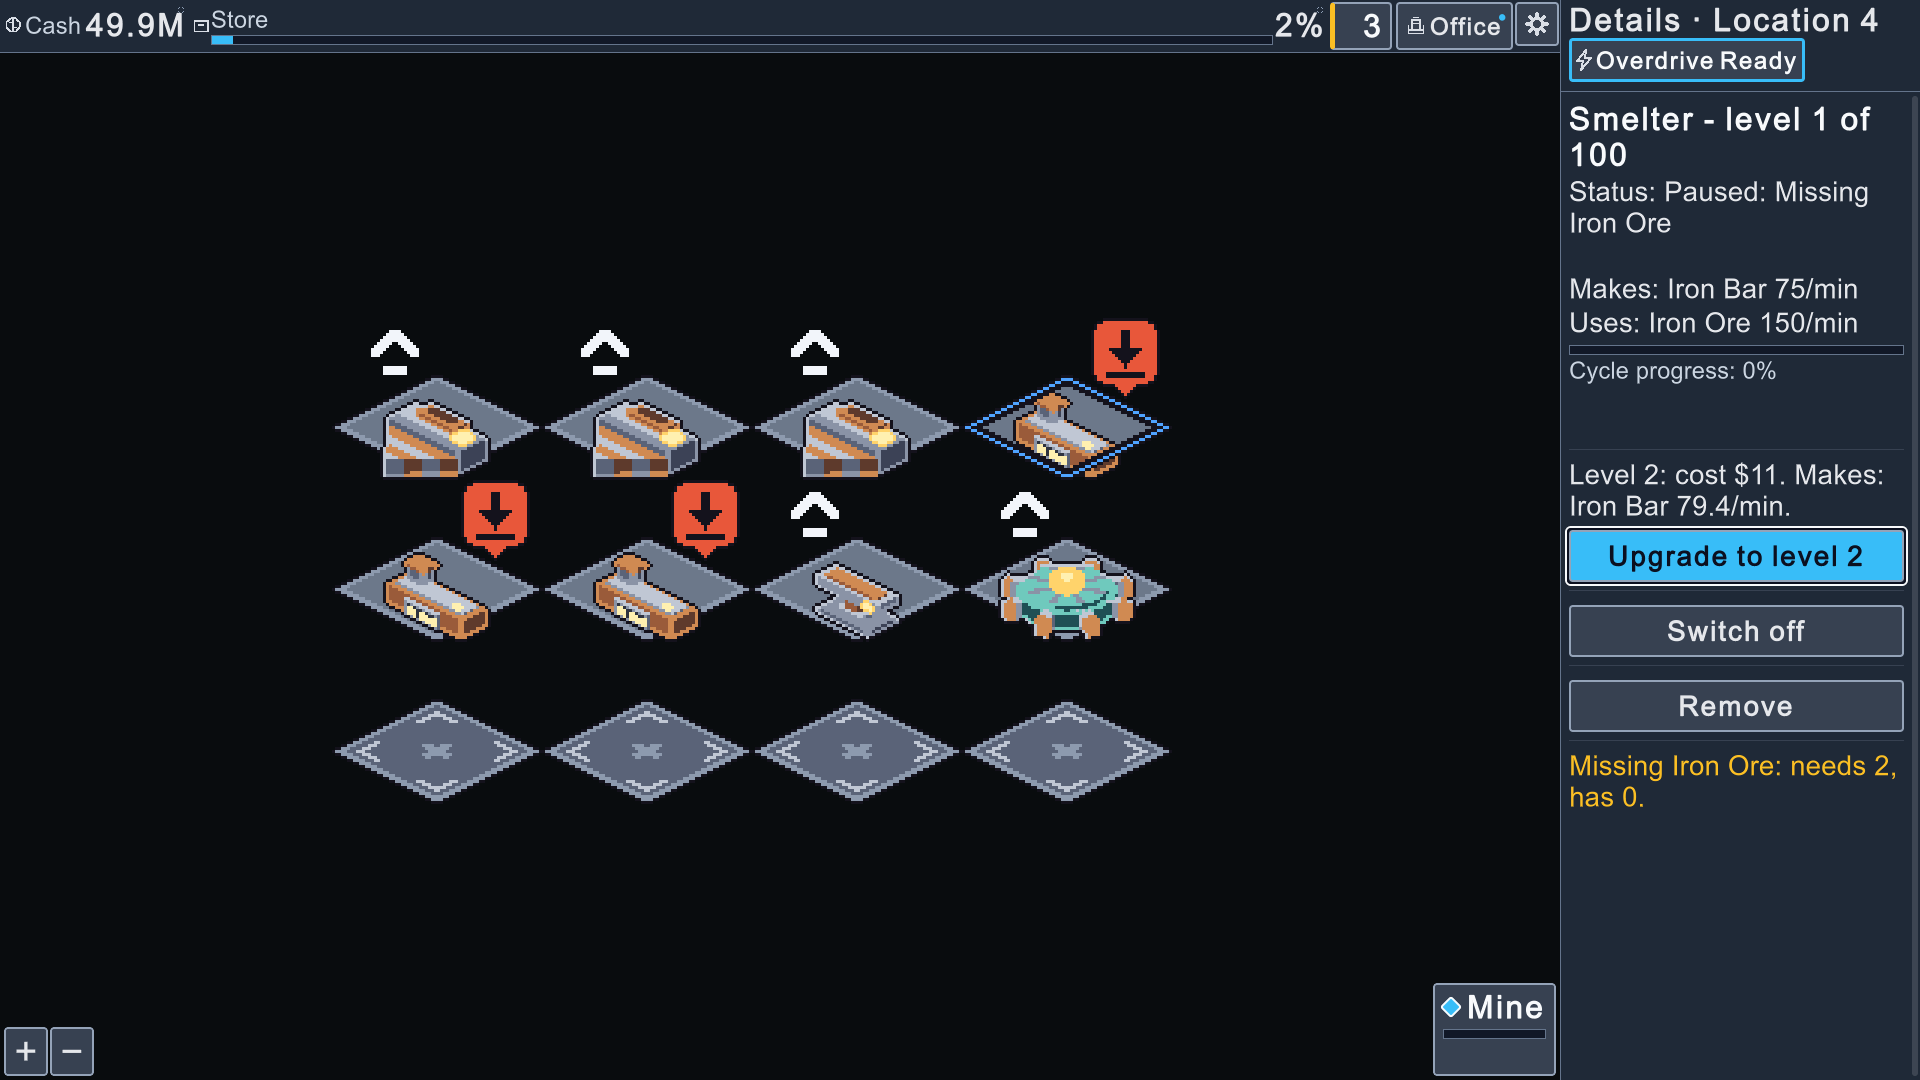 Cash 49.9M
Store
2%
3
Office
Details · Location 4
Overdrive Ready
Smelter - level 1 of
100
Status: Paused: Missing
Iron Ore
Makes: Iron Bar 75/min
Uses: Iron Ore 150/min
Cycle progress: 0%
Level 2: cost $11. Makes:
Iron Bar 79.4/min.
Upgrade to level 2
Switch off
Remove
Missing Iron Ore: needs 2,
has 0.
Mine
+ −